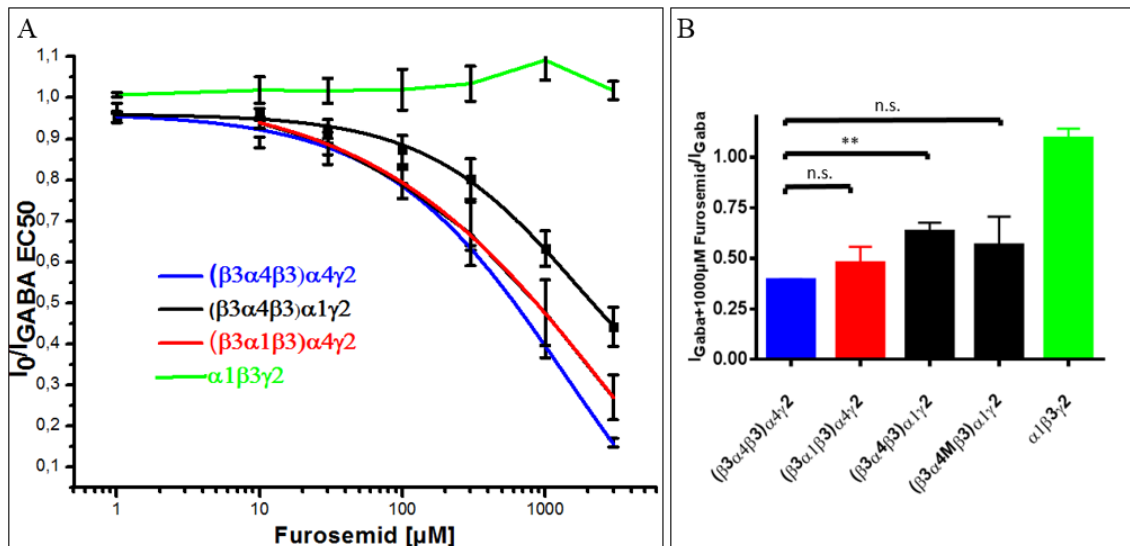 A
I0/IGABA EC50
1,1
1,0
0,9
0,8
0,7
0,6
0,5
0,4
0,3
0,2
0,1
(β3α4β3)α4γ2
(β3α4β3)α1γ2
(β3α1β3)α4γ2
α1β3γ2
1
10
100
1000
Furosemid [µM]
B
IGaba+1000µM Furosemid/IGaba
1.00
0.75
0.50
0.25
0.00
n.s.
**
n.s.
(β3α4β3)α4γ2
(β3α1β3)α4γ2
(β3α4β3)α1γ2
(β3α4Mβ3)α1γ2
α1β3γ2